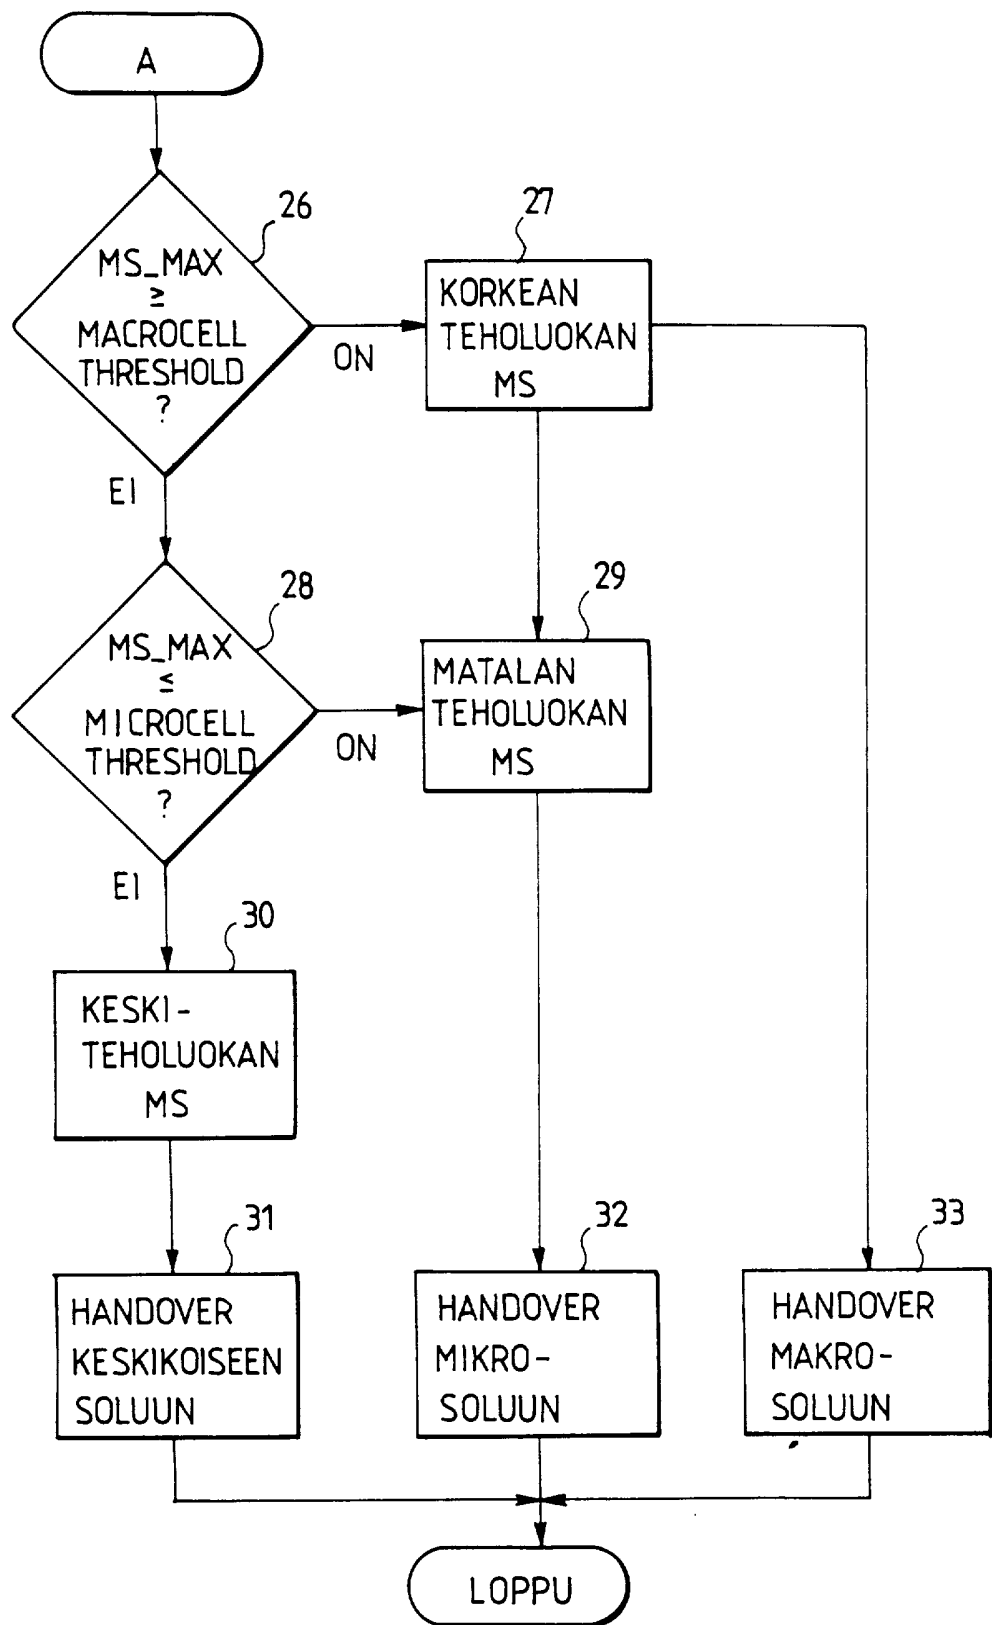 A
26
MS_MAX
≥
MACROCELL
THRESHOLD
?
ON
EI
27
KORKEAN
TEHOLUOKAN
MS
28
MS_MAX
≤
MICROCELL
THRESHOLD
?
ON
EI
29
MATALAN
TEHOLUOKAN
MS
30
KESKI-
TEHOLUOKAN
MS
31
HANDOVER
KESKIKOISEEN
SOLUUN
32
HANDOVER
MIKRO-
SOLUUN
33
HANDOVER
MAKRO-
SOLUUN
LOPPU